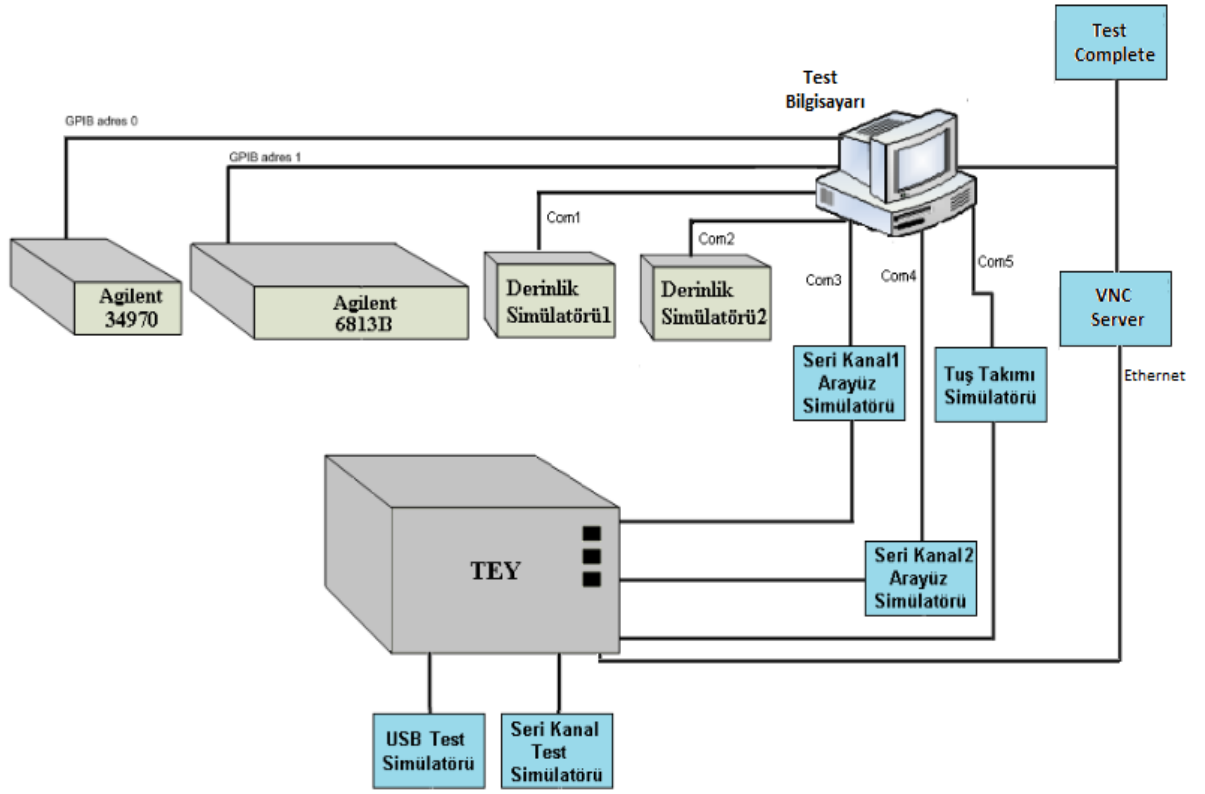 Test
Complete
Test
Bilgisayarı
GPIB adres 0
GPIB adres 1
Com1
Com2
Com3
Com4
Com5
Agilent
34970
Agilent
6813B
Derinlik
Simülatörü1
Derinlik
Simülatörü2
VNC
Server
Ethernet
Seri Kanal1
Arayüz
Simülatörü
Tuş Takımı
Simülatörü
TEY
Seri Kanal2
Arayüz
Simülatörü
USB Test
Simülatörü
Seri Kanal
Test
Simülatörü